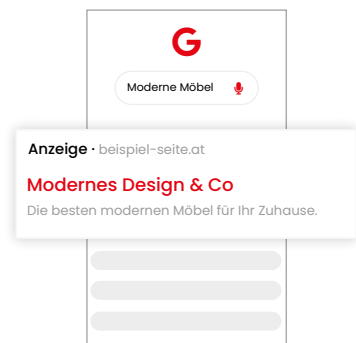 G
Moderne Möbel
Anzeige · beispiel-seite.at
Modernes Design & Co
Die besten modernen Möbel für Ihr Zuhause.